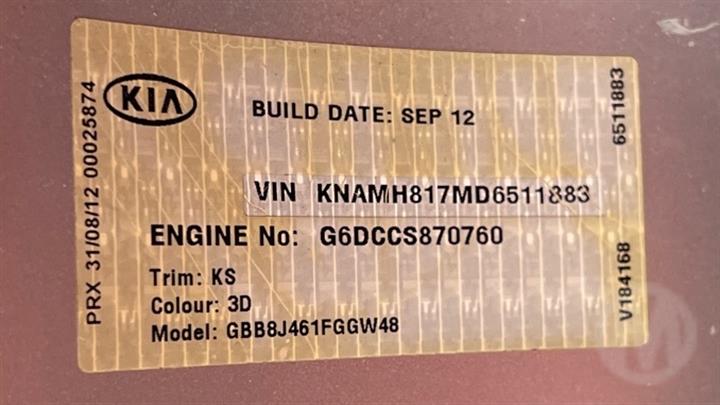 KIA
BUILD DATE: SEP 12
VIN KNAMH817MD6511883
ENGINE No: G6DCCS870760
Trim: KS
Colour: 3D
Model: GBB8J461FGGW48
PRX 31/08/12 00025874
6511883
V184168
M